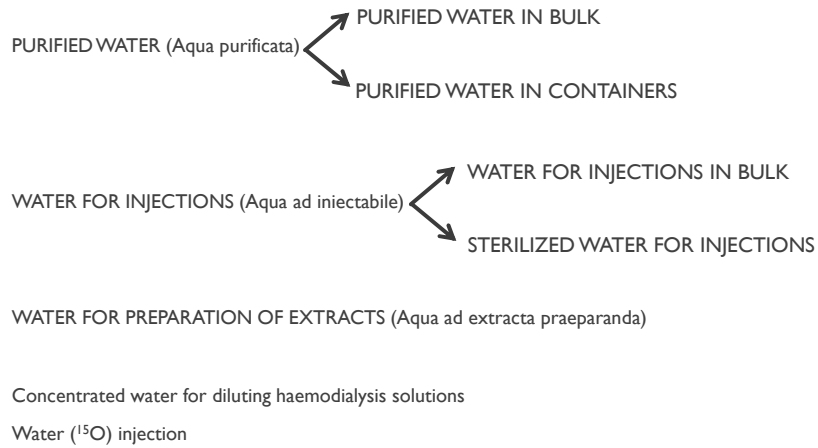 PURIFIED WATER IN BULK
PURIFIED WATER (Aqua purificata)
PURIFIED WATER IN CONTAINERS
WATER FOR INJECTIONS IN BULK
WATER FOR INJECTIONS (Aqua ad iniectabile)
STERILIZED WATER FOR INJECTIONS
WATER FOR PREPARATION OF EXTRACTS (Aqua ad extracta praeparanda)
Concentrated water for diluting haemodialysis solutions
Water (¹⁵O) injection